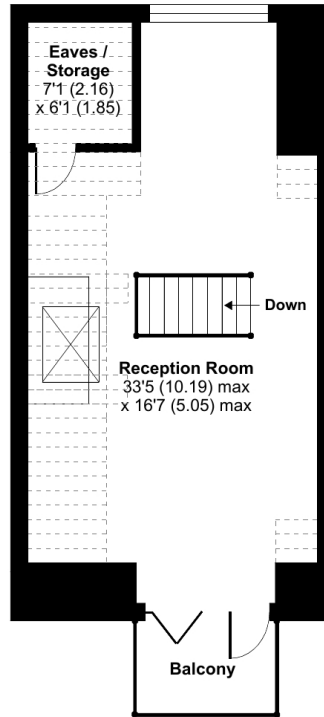 Eaves /
Storage
7'1 (2.16)
x 6'1 (1.85)
Down
Reception Room
33'5 (10.19) max
x 16'7 (5.05) max
Balcony